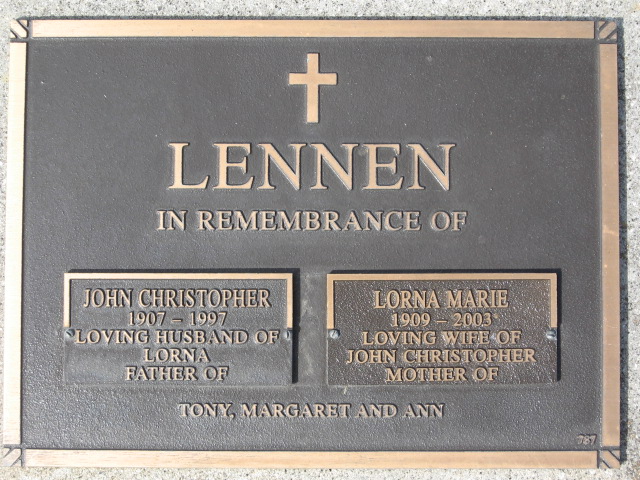 LENNEN
IN REMEMBRANCE OF
JOHN CHRISTOPHER
1907 – 1997
LOVING HUSBAND OF
LORNA
FATHER OF
LORNA MARIE
1909 – 2003
LOVING WIFE OF
JOHN CHRISTOPHER
MOTHER OF
TONY, MARGARET AND ANN
787